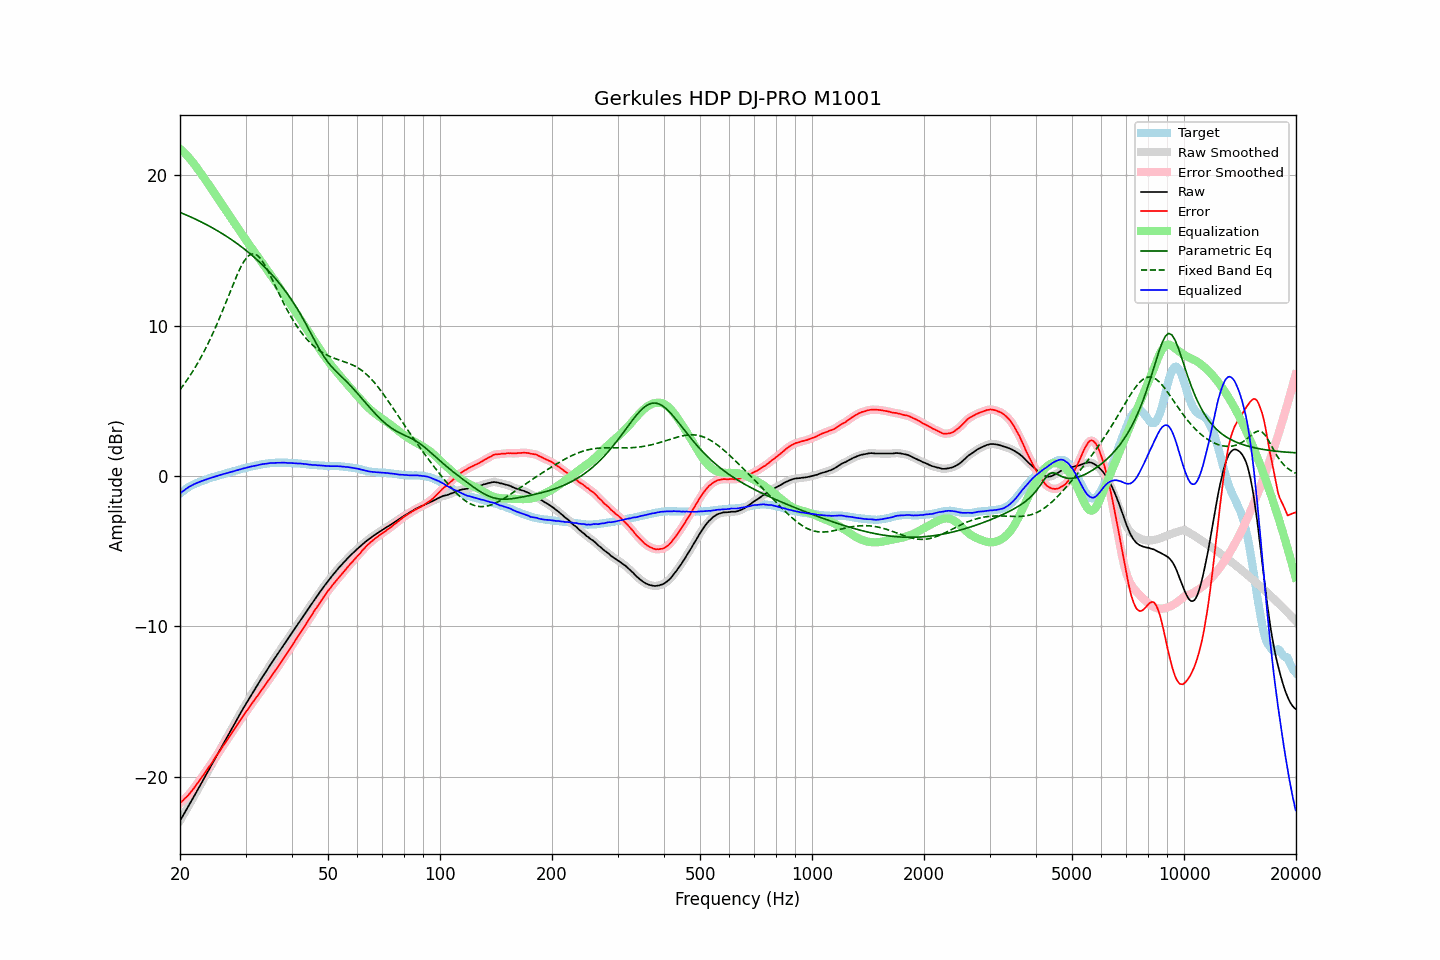 Gerkules HDP DJ-PRO M1001
Target
Raw Smoothed
Error Smoothed
Raw
Error
Equalization
Parametric Eq
Fixed Band Eq
Equalized
Amplitude (dBr)
20
10
0
−10
−20
20
50
100
200
500
1000
2000
5000
10000
20000
Frequency (Hz)